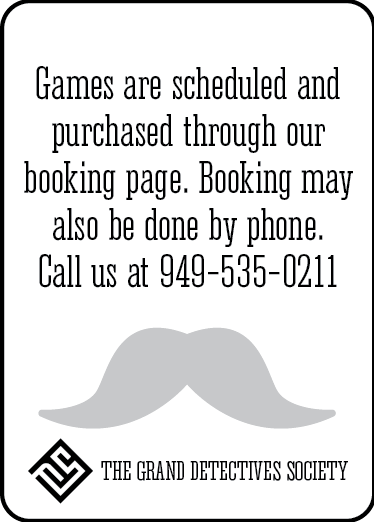 Games are scheduled and
purchased through our
booking page. Booking may
also be done by phone.
Call us at 949-535-0211
THE GRAND DETECTIVES SOCIETY